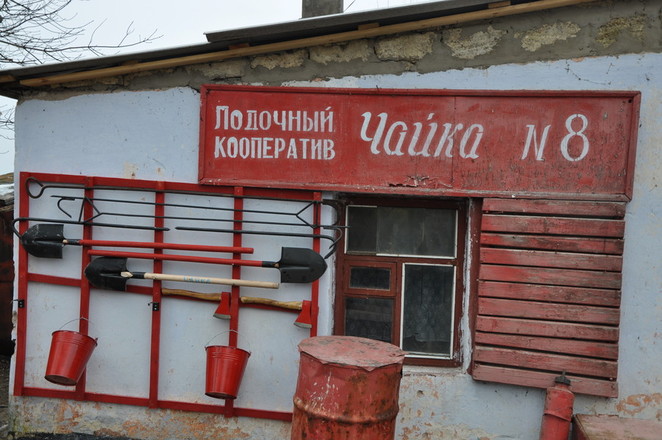 Лодочный
кооператив
Чайка N 8